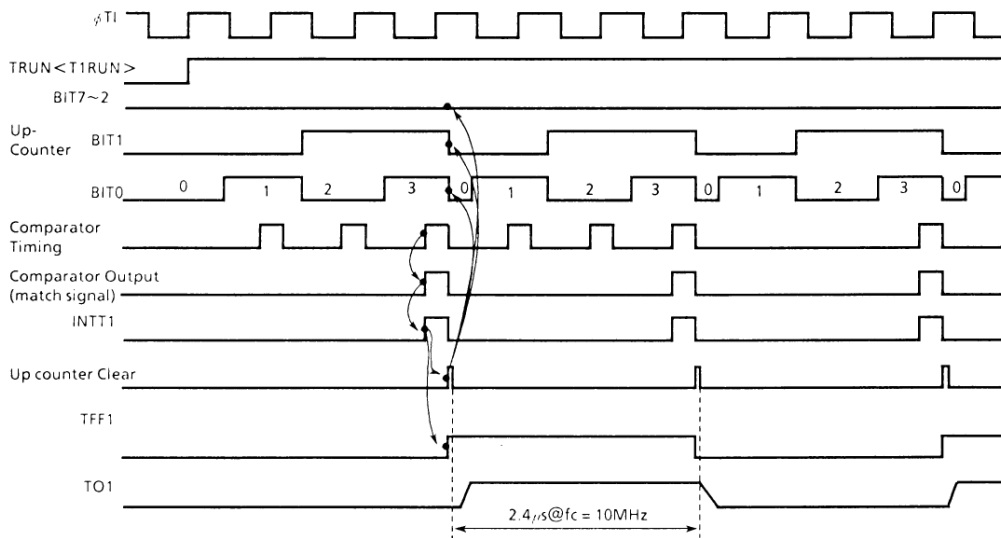 φT1
TRUN<T1RUN>
BIT7~2
Up-
Counter
BIT1
BIT0
0 1 2 3 0 1 2 3 0 1 2 3 0
Comparator
Timing
Comparator Output
(match signal)
INTT1
Up counter Clear
TFF1
TO1
2.4μs@fc = 10MHz